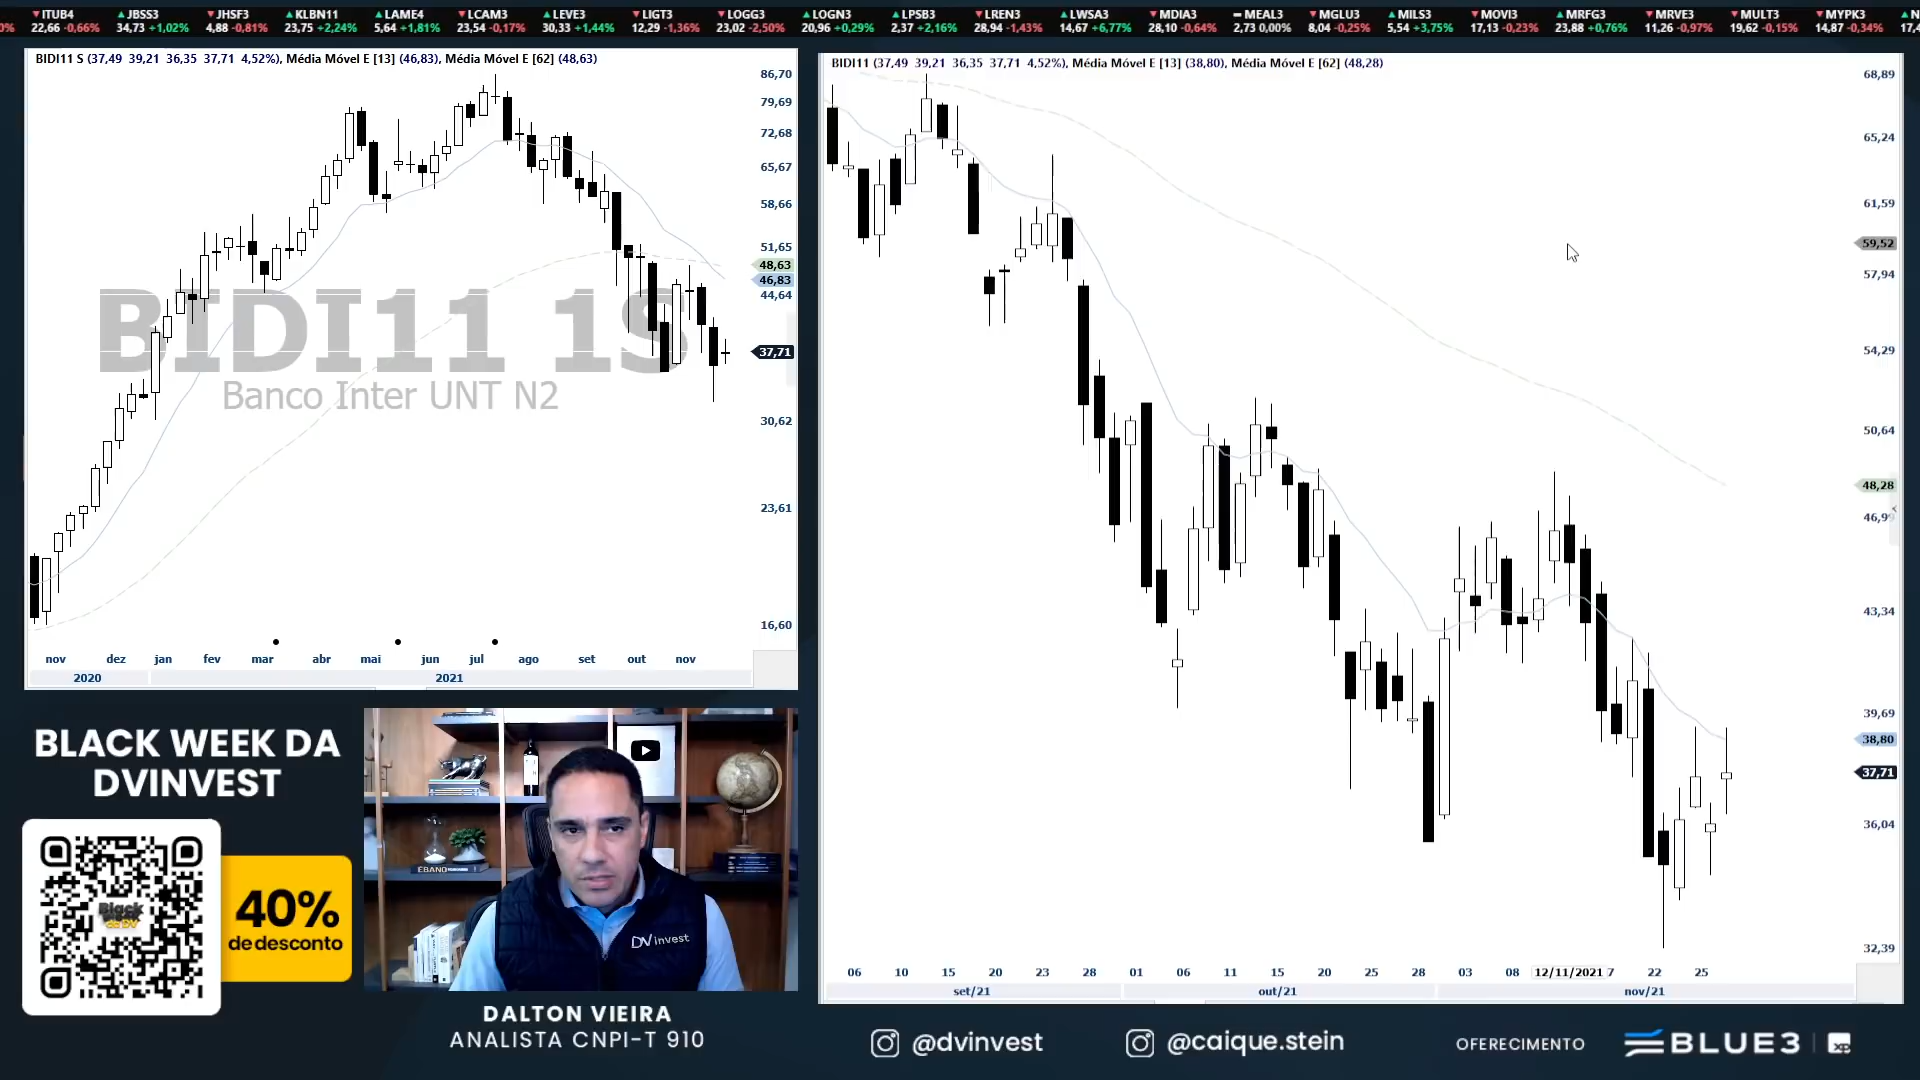 ITUB4 JBSS3 JHSF3 KLBN11 LAME4 LCAM3 LEVE3 LIGT3 LOGG3 LOGN3 LPSB3 LREN3 LWSA3 MDIA3 MEAL3 MGLU3 MILS3 MOVI3 MRFG3 MRVE3 MULT3 MYPK3
22,66 -0,66% 34,73 +1,02% 4,88 -0,81% 23,75 +2,24% 5,64 +1,81% 23,54 -0,17% 30,33 +1,44% 12,29 -1,36% 23,02 -2,50% 20,96 +0,29% 2,37 +2,16% 28,94 -1,43% 14,67 +6,77% 28,10 -0,64% 2,73 0,00% 8,04 -0,25% 5,54 +3,75% 17,13 -0,23% 23,88 +0,76% 11,26 -0,97% 19,62 -0,15% 14,87 -0,34%
BIDI11 S (37,49 39,21 36,35 37,71 4,52%), Média Móvel E [13] (46,83), Média Móvel E [62] (48,63)
86,70
79,69
72,68
65,67
58,66
51,65
48,63
46,83
44,64
37,71
30,62
23,61
16,60
BIDI11 1S
Banco Inter UNT N2
nov dez jan fev mar abr mai jun jul ago set out nov
2020 2021
BIDI11 (37,49 39,21 36,35 37,71 4,52%), Média Móvel E [13] (38,80), Média Móvel E [62] (48,28)
68,89
65,24
61,59
59,52
57,94
54,29
50,64
48,28
46,99
43,34
39,69
38,80
37,71
36,04
32,39
06 10 15 20 23 28 01 06 11 15 20 25 28 03 08 12/11/2021 7 22 25
set/21 out/21 nov/21
BLACK WEEK DA
DVINVEST
40%
de desconto
Black
EBANO
DV invest
DALTON VIEIRA
ANALISTA CNPI-T 910
@dvinvest
@caique.stein
OFERECIMENTO
BLUE3
xp